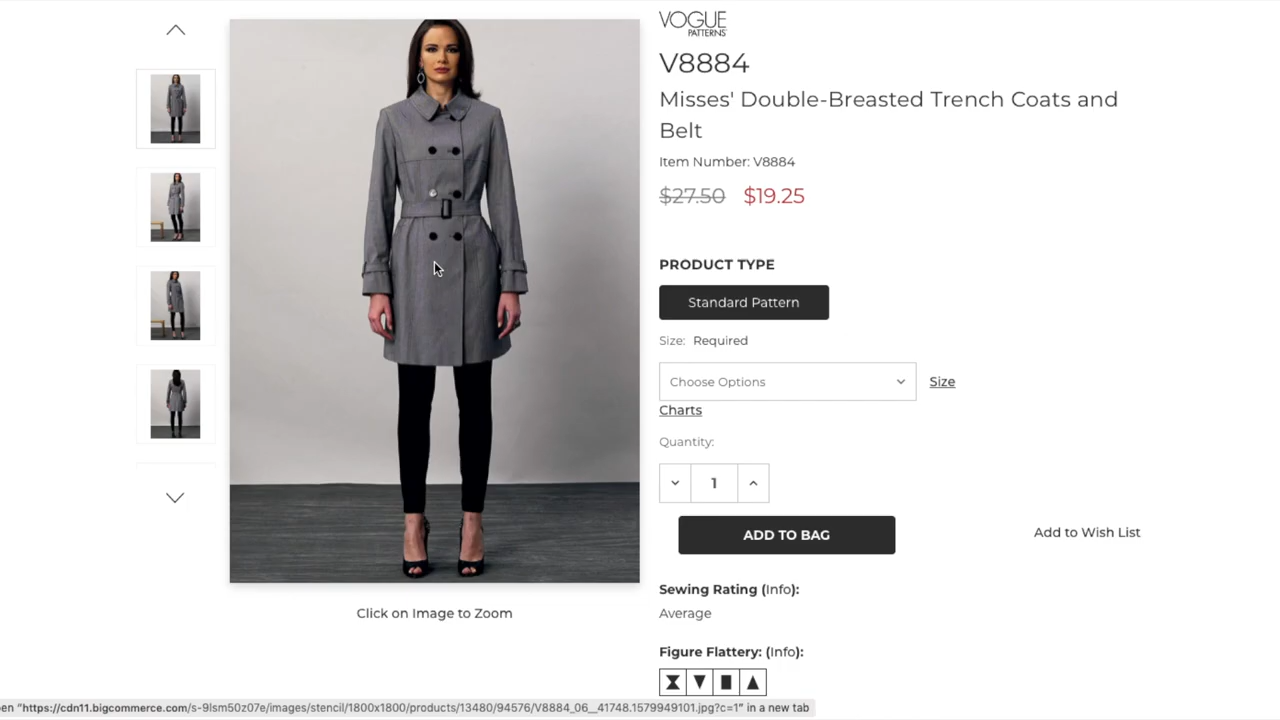 VOGUE
PATTERNS
V8884
Misses' Double-Breasted Trench Coats and
Belt
Item Number: V8884
$27.50 $19.25
PRODUCT TYPE
Standard Pattern
Size: Required
Choose Options
Size
Charts
Quantity:
1
ADD TO BAG
Add to Wish List
Sewing Rating (Info):
Average
Click on Image to Zoom
Figure Flattery: (Info):
en "https://cdn11.bigcommerce.com/s-9lsm50z07e/images/stencil/1800x1800/products/13480/94576/V8884_06__41748.1579949101.jpg?c=1" in a new tab